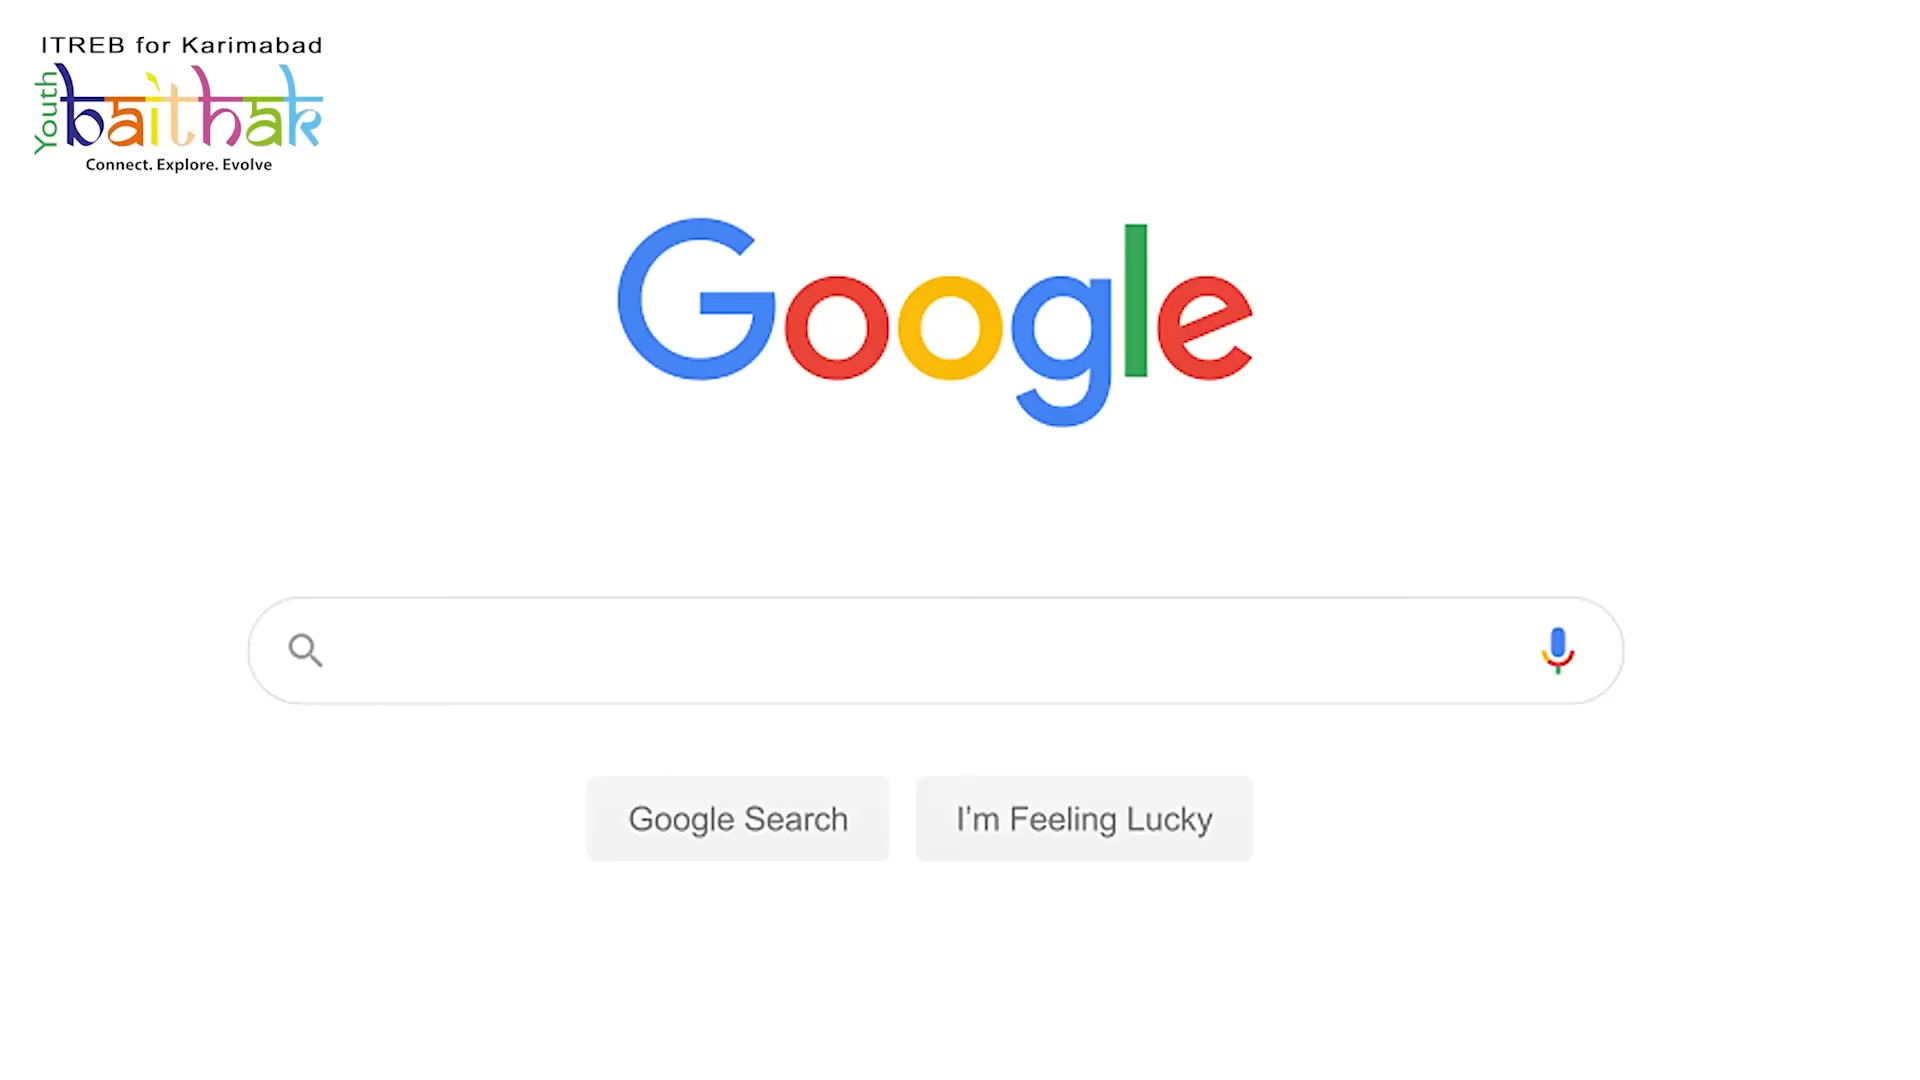 ITREB for Karimabad
Youth
baithak
Connect. Explore. Evolve
Google
Google Search
I'm Feeling Lucky